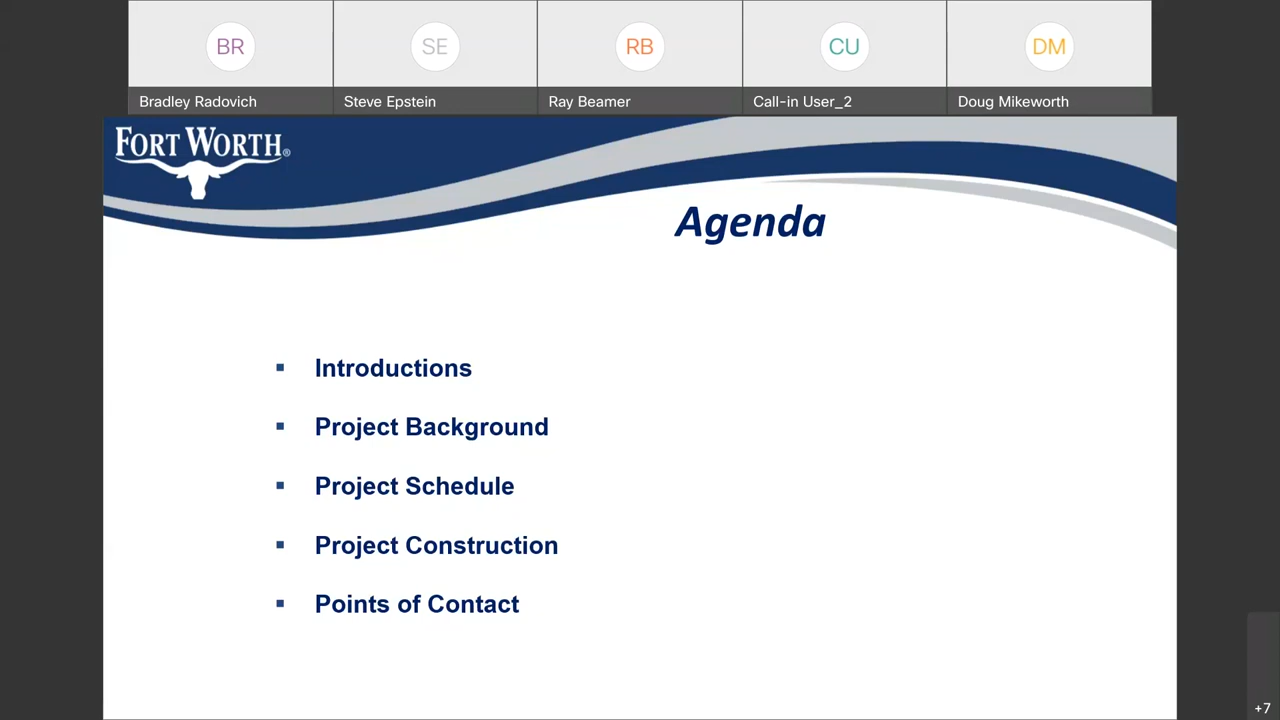 BR
SE
RB
CU
DM
Bradley Radovich
Steve Epstein
Ray Beamer
Call-in User_2
Doug Mikeworth
FORT WORTH®
Agenda
▪ Introductions
▪ Project Background
▪ Project Schedule
▪ Project Construction
▪ Points of Contact
+7